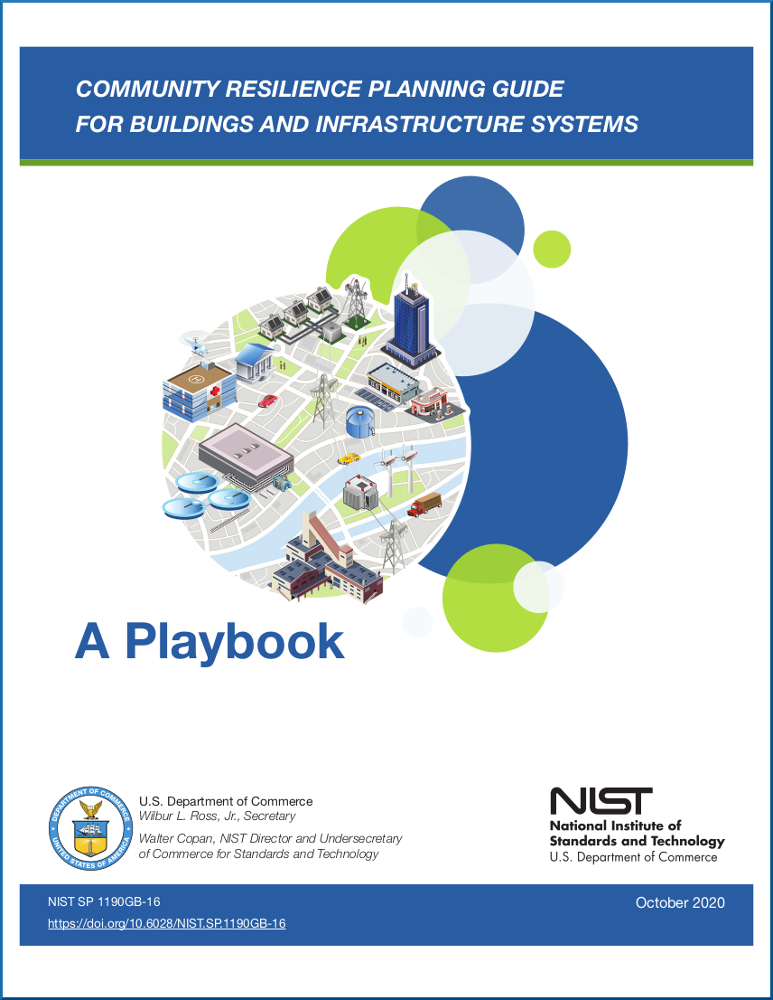 COMMUNITY RESILIENCE PLANNING GUIDE
FOR BUILDINGS AND INFRASTRUCTURE SYSTEMS
H
A Playbook
DEPARTMENT OF COMMERCE
UNITED STATES OF AMERICA
U.S. Department of Commerce
Wilbur L. Ross, Jr., Secretary
Walter Copan, NIST Director and Undersecretary
of Commerce for Standards and Technology
NIST
National Institute of
Standards and Technology
U.S. Department of Commerce
NIST SP 1190GB-16
https://doi.org/10.6028/NIST.SP.1190GB-16
October 2020